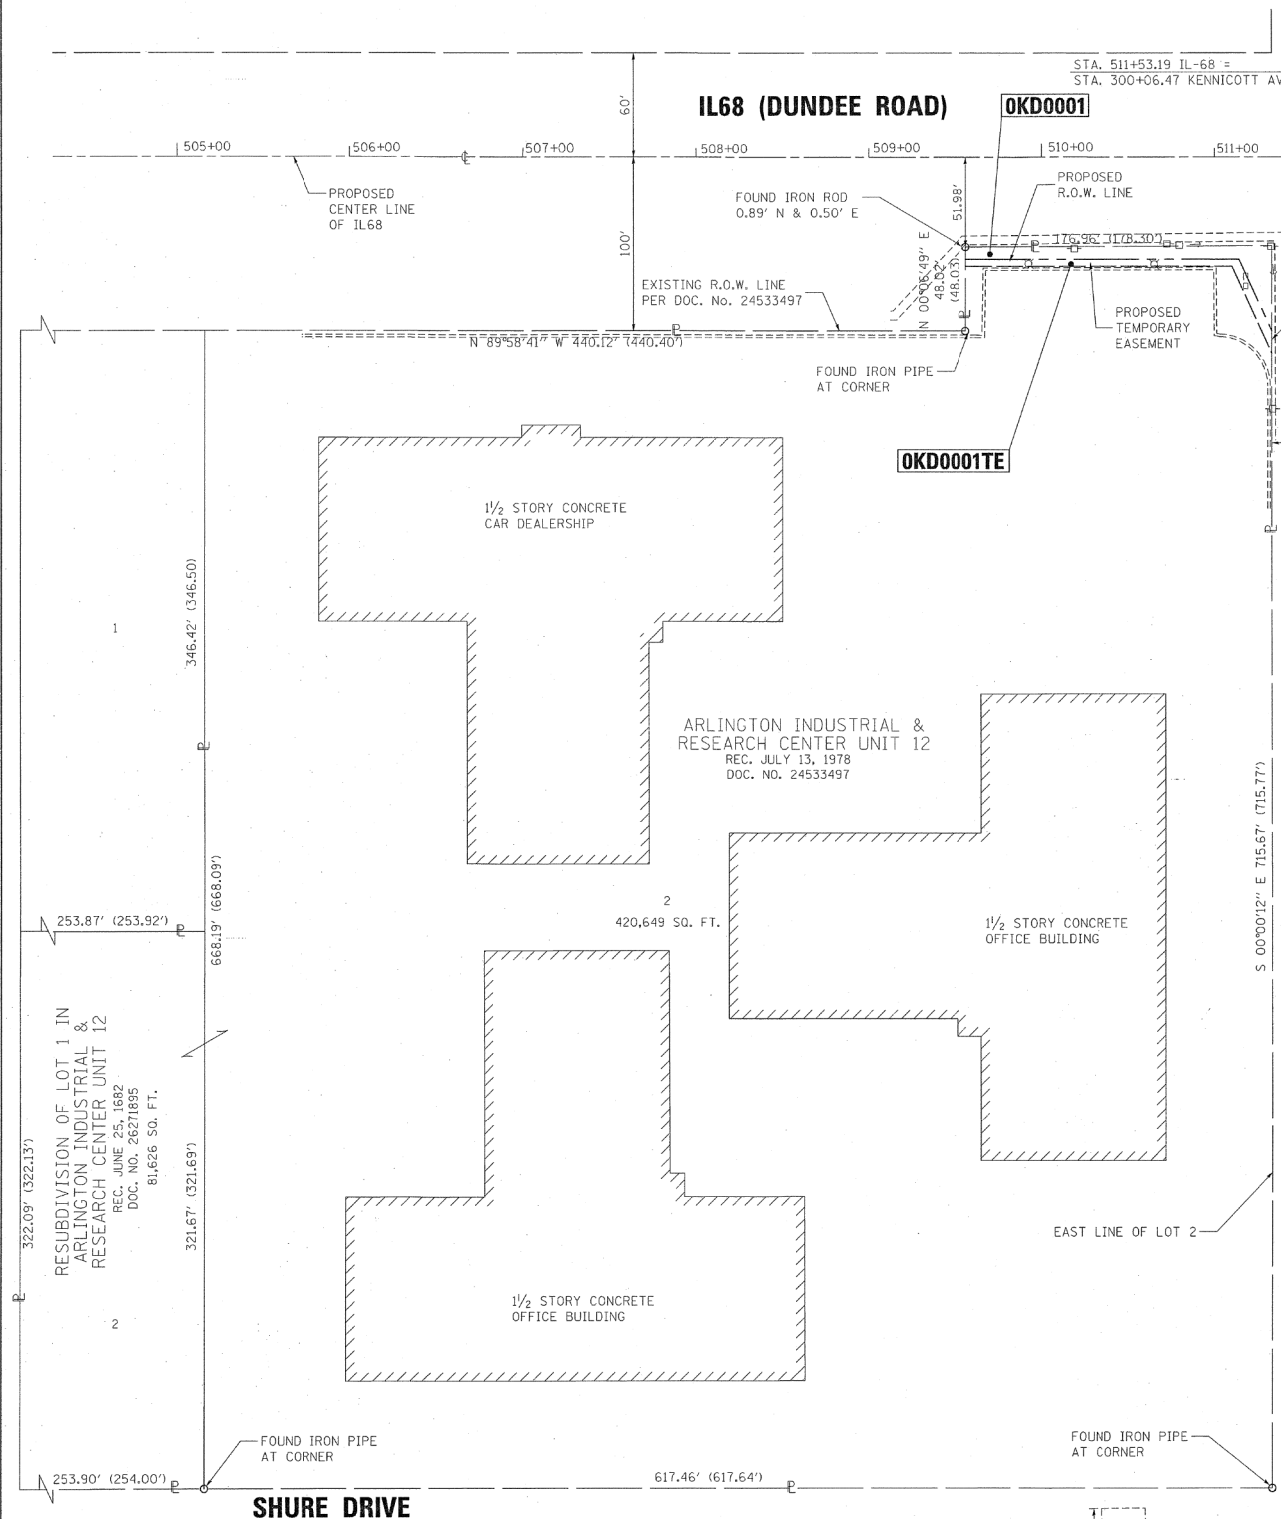 STA. 511+53.19 IL-68 =
STA. 300+06.47 KENNICOTT AV
IL68 (DUNDEE ROAD)
0KD0001
60'
505+00
506+00
507+00
508+00
509+00
510+00
511+00
PROPOSED
CENTER LINE
OF IL68
100'
FOUND IRON ROD
0.89' N & 0.50' E
51.98'
PROPOSED
R.O.W. LINE
176.96' (178.30')
N 00°06'49" E
48.02'
(48.03')
EXISTING R.O.W. LINE
PER DOC. No. 24533497
PROPOSED
TEMPORARY
EASEMENT
N 89°58'41" W 440.12' (440.40')
FOUND IRON PIPE
AT CORNER
0KD0001TE
1½ STORY CONCRETE
CAR DEALERSHIP
346.42' (346.50)
1
ARLINGTON INDUSTRIAL &
RESEARCH CENTER UNIT 12
REC. JULY 13, 1978
DOC. NO. 24533497
S 00°00'12" E 715.67' (715.77')
668.19' (668.09')
253.87' (253.92')
2
420,649 SQ. FT.
1½ STORY CONCRETE
OFFICE BUILDING
RESUBDIVISION OF LOT 1 IN
ARLINGTON INDUSTRIAL &
RESEARCH CENTER UNIT 12
REC. JUNE 25, 1682
DOC. NO. 26271895
81,626 SQ. FT.
322.09' (322.13')
321.67' (321.69')
EAST LINE OF LOT 2
1½ STORY CONCRETE
OFFICE BUILDING
2
FOUND IRON PIPE
AT CORNER
FOUND IRON PIPE
AT CORNER
253.90' (254.00')
617.46' (617.64')
SHURE DRIVE